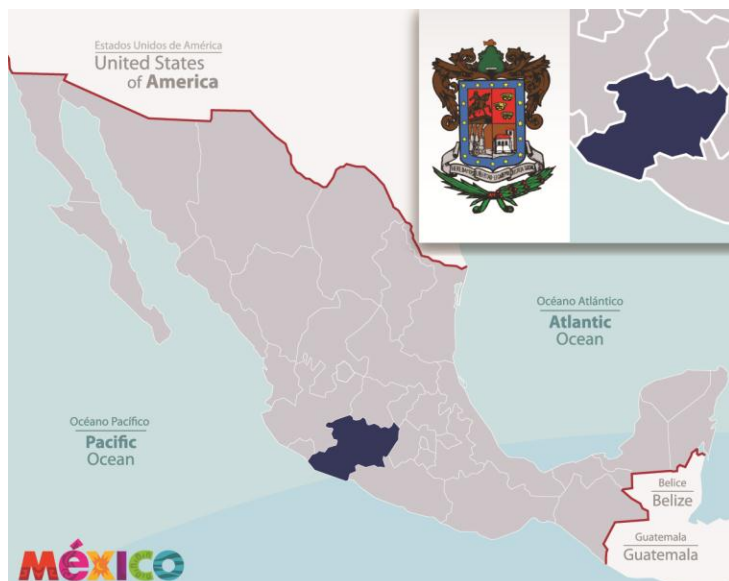 Estados Unidos de América
United States
of America
Océano Atlántico
Atlantic
Ocean
Océano Pacífico
Pacific
Ocean
Belice
Belize
Guatemala
Guatemala
MéXICO